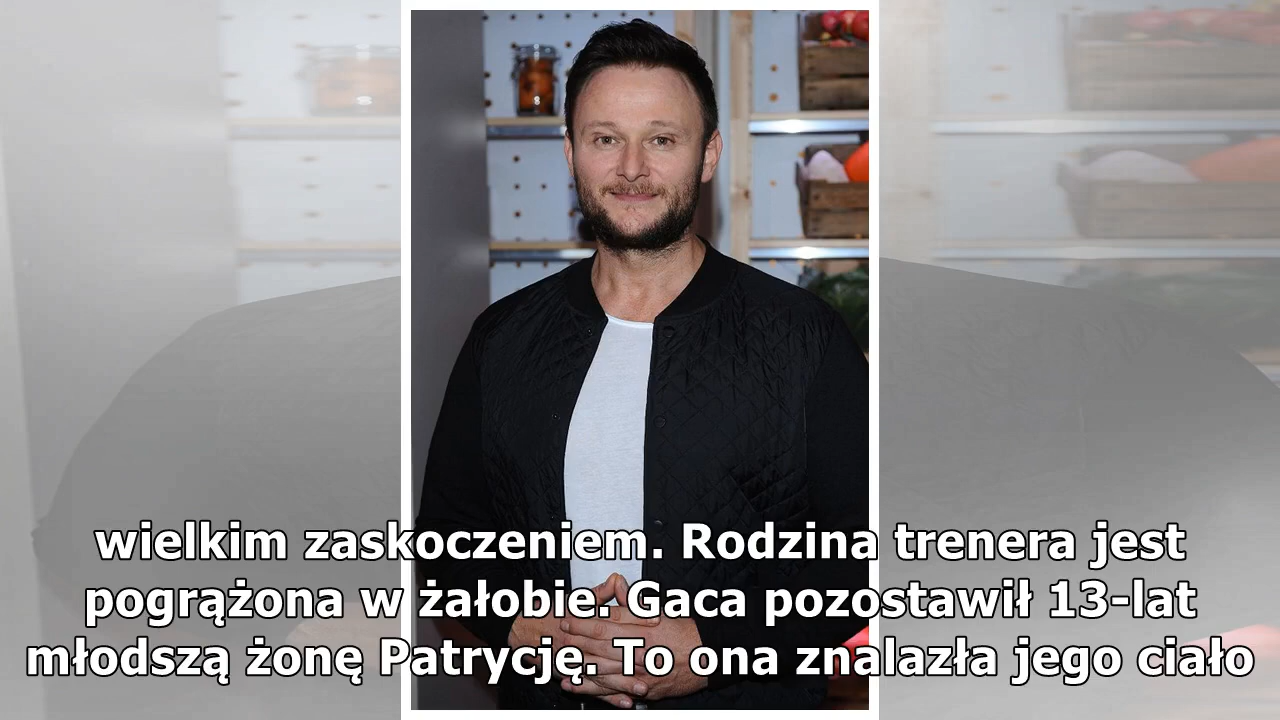 wielkim zaskoczeniem. Rodzina trenera jest
pogrążona w żałobie. Gaca pozostawił 13-lat
młodszą żonę Patrycję. To ona znalazła jego ciało